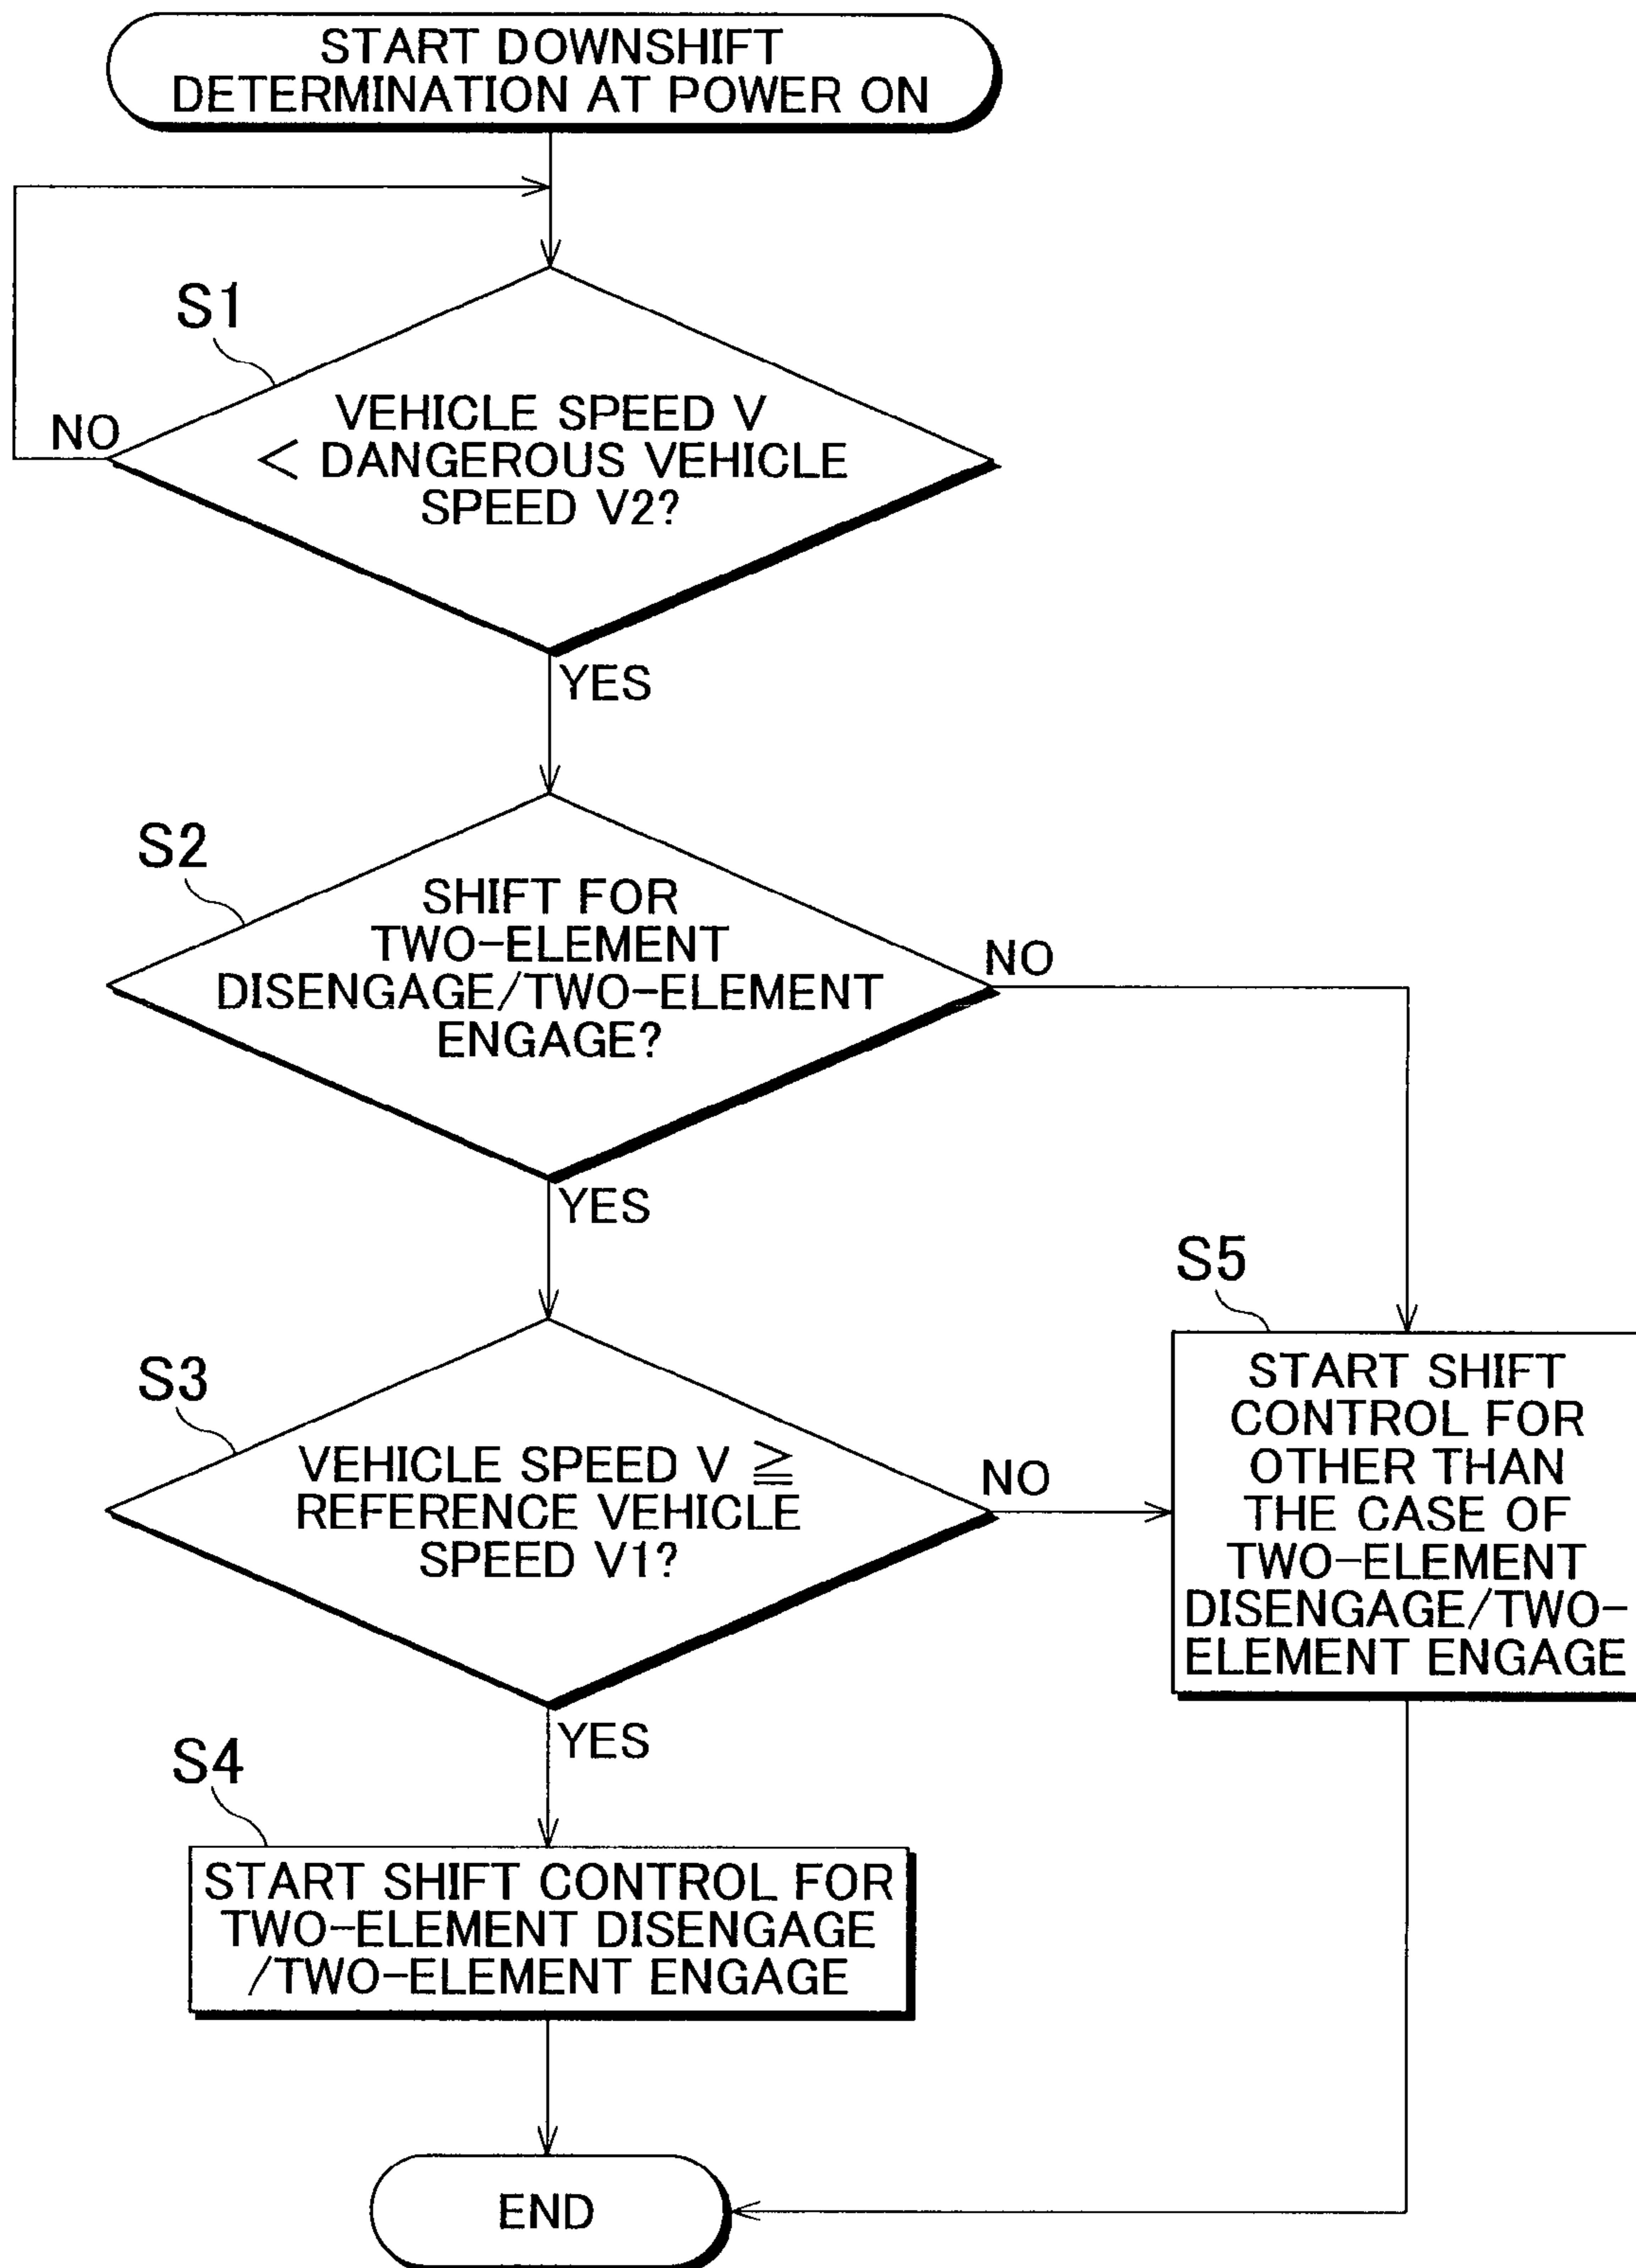 START DOWNSHIFT
DETERMINATION AT POWER ON
S1
VEHICLE SPEED V
< DANGEROUS VEHICLE
SPEED V2?
NO
YES
S2
SHIFT FOR
TWO-ELEMENT
DISENGAGE/TWO-ELEMENT
ENGAGE?
NO
YES
S3
VEHICLE SPEED V ≧
REFERENCE VEHICLE
SPEED V1?
NO
YES
S5
START SHIFT
CONTROL FOR
OTHER THAN
THE CASE OF
TWO-ELEMENT
DISENGAGE/TWO-
ELEMENT ENGAGE
S4
START SHIFT CONTROL FOR
TWO-ELEMENT DISENGAGE
/TWO-ELEMENT ENGAGE
END